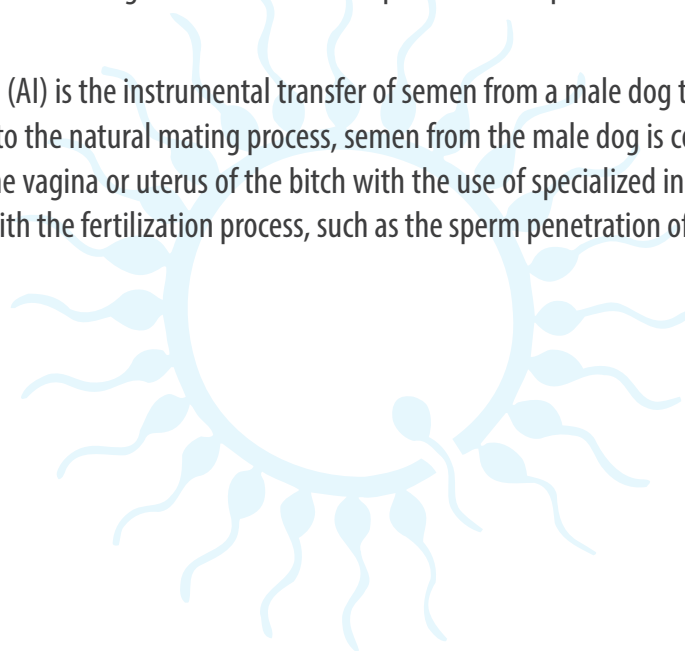 (AI) is the instrumental transfer of semen from a male dog t
to the natural mating process, semen from the male dog is c
e vagina or uterus of the bitch with the use of specialized in
ith the fertilization process, such as the sperm penetration of